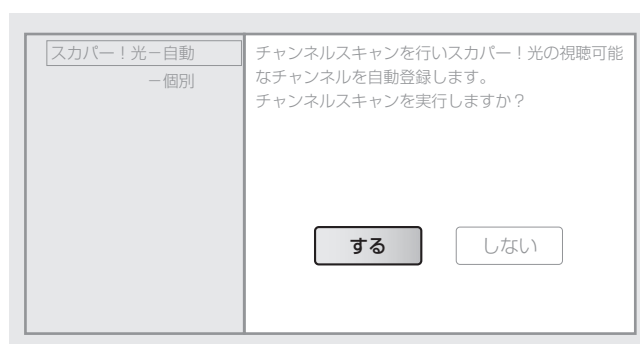 スカパー！光－自動
－個別
チャンネルスキャンを行いスカパー！光の視聴可能
なチャンネルを自動登録します。
チャンネルスキャンを実行しますか？
する
しない